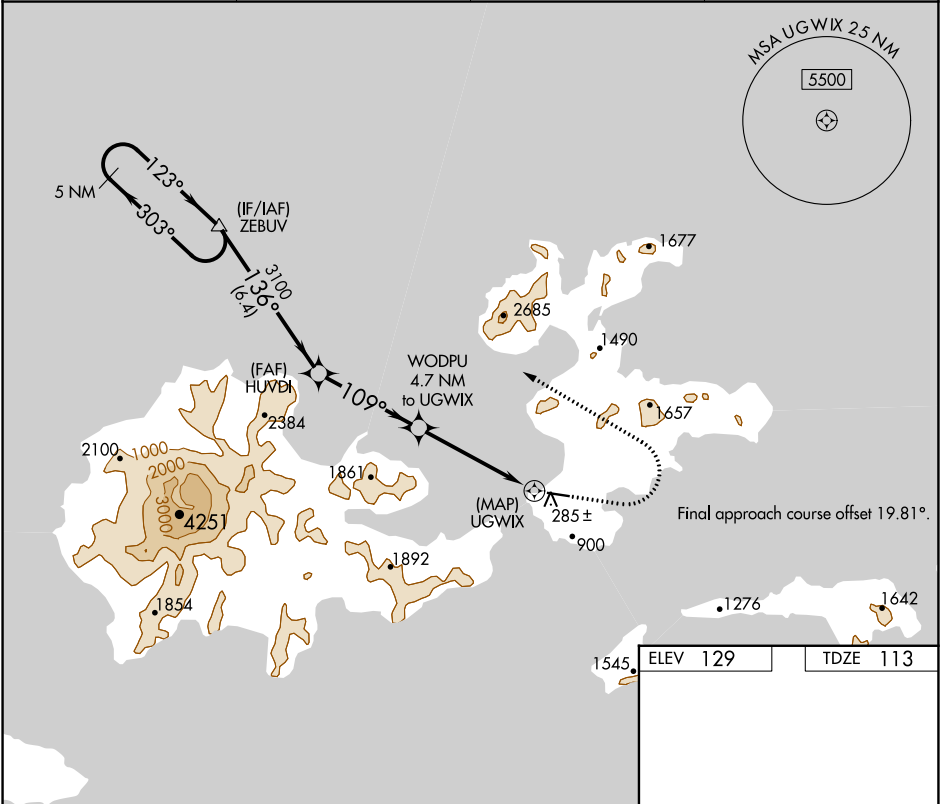 MSA UGWIX 25 NM
5500
5 NM
123°
303°
(IF/IAF)
ZEBUV
3100
136°
(6.4)
1677
2685
1490
(FAF)
HUVDI
109°
WODPU
4.7 NM
to UGWIX
2384
1657
2100
1000
2000
3000
4251
1861
(MAP)
UGWIX
285±
900
Final approach course offset 19.81°.
1892
1854
1276
1642
1545
ELEV 129
TDZE 113